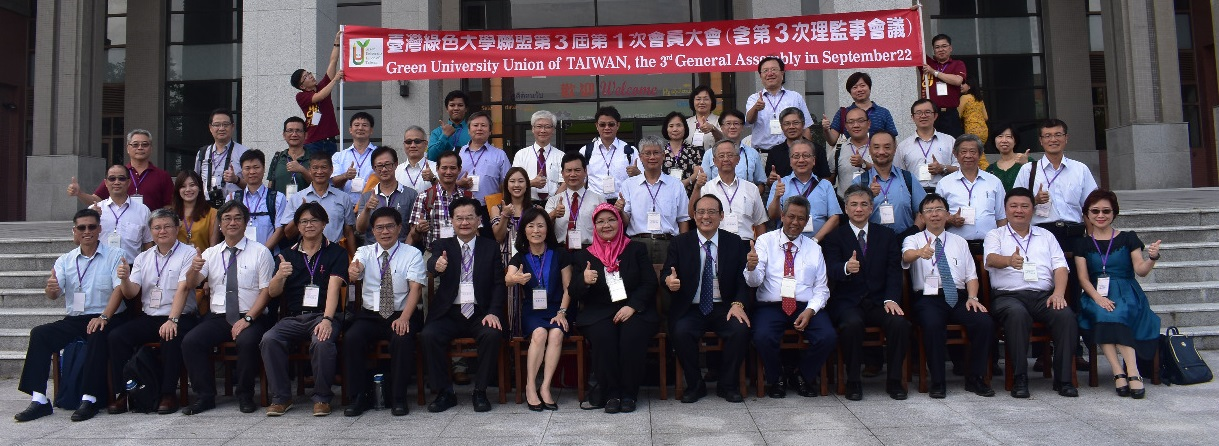 臺灣綠色大學聯盟第3屆第1次會員大會(含第3次理監事會議)
Green University Union of TAIWAN, the 3rd General Assembly in September22
Welcome